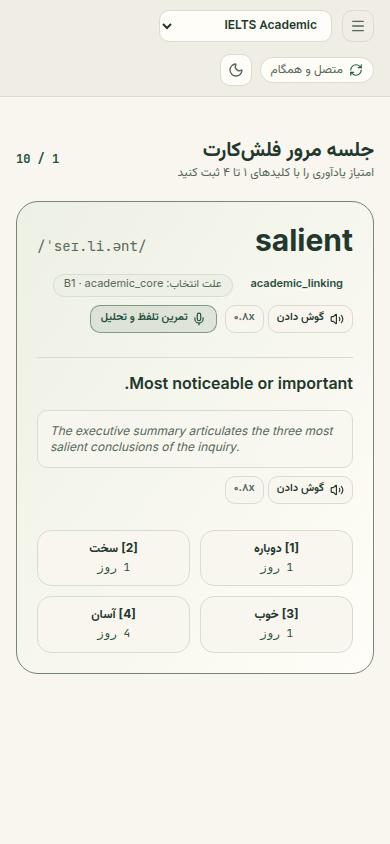 IELTS Academic
متصل و همگام
جلسه مرور فلش‌کارت
1 / 10
امتیاز یادآوری را با کلیدهای ۱ تا ۴ ثبت کنید
salient
/ˈseɪ.li.ənt/
academic_linking
علت انتخاب: B1 · academic_core
گوش دادن
۰.۸x
تمرین تلفظ و تحلیل
Most noticeable or important.
The executive summary articulates the three most
salient conclusions of the inquiry.
گوش دادن
۰.۸x
[1] دوباره
1 روز
[2] سخت
1 روز
[3] خوب
1 روز
[4] آسان
4 روز